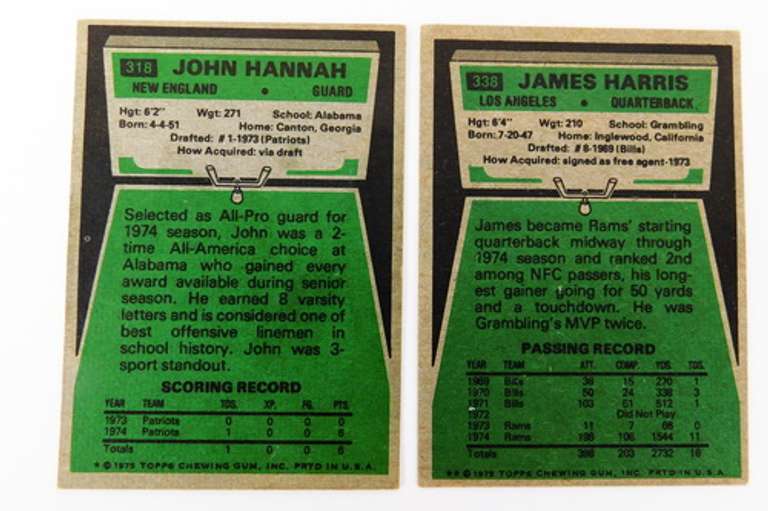 318 JOHN HANNAH
NEW ENGLAND • GUARD
Hgt: 6'2" Wgt: 271 School: Alabama
Born: 4-4-51 Home: Canton, Georgia
Drafted: #1-1973 (Patriots)
How Acquired: via draft
Selected as All-Pro guard for
1974 season, John was a 2-
time All-America choice at
Alabama who gained every
award available during senior
season. He earned 8 varsity
letters and is considered one of
best offensive linemen in
school history. John was 3-
sport standout.
SCORING RECORD
YEAR TEAM TDS. XP. FG. PTS.
1973 Patriots 0 0 0 0
1974 Patriots 1 0 0 6
Totals 1 0 0 6
* © 1975 TOPPS CHEWING GUM, INC. PRTD IN U.S.A.
338 JAMES HARRIS
LOS ANGELES • QUARTERBACK
Hgt: 6'4" Wgt: 210 School: Grambling
Born: 7-20-47 Home: Inglewood, California
Drafted: #8-1969 (Bills)
How Acquired: signed as free agent-1973
James became Rams' starting
quarterback midway through
1974 season and ranked 2nd
among NFC passers, his long-
est gainer going for 50 yards
and a touchdown. He was
Grambling's MVP twice.
PASSING RECORD
YEAR TEAM ATT. COMP. YDS. TDS.
1969 Bills 36 15 270 1
1970 Bills 50 24 338 3
1971 Bills 103 51 512 1
1972 Did Not Play
1973 Rams 11 7 68 0
1974 Rams 198 106 1544 11
Totals 398 203 2732 16
** © 1975 TOPPS CHEWING GUM, INC. PRTD IN U.S.A.